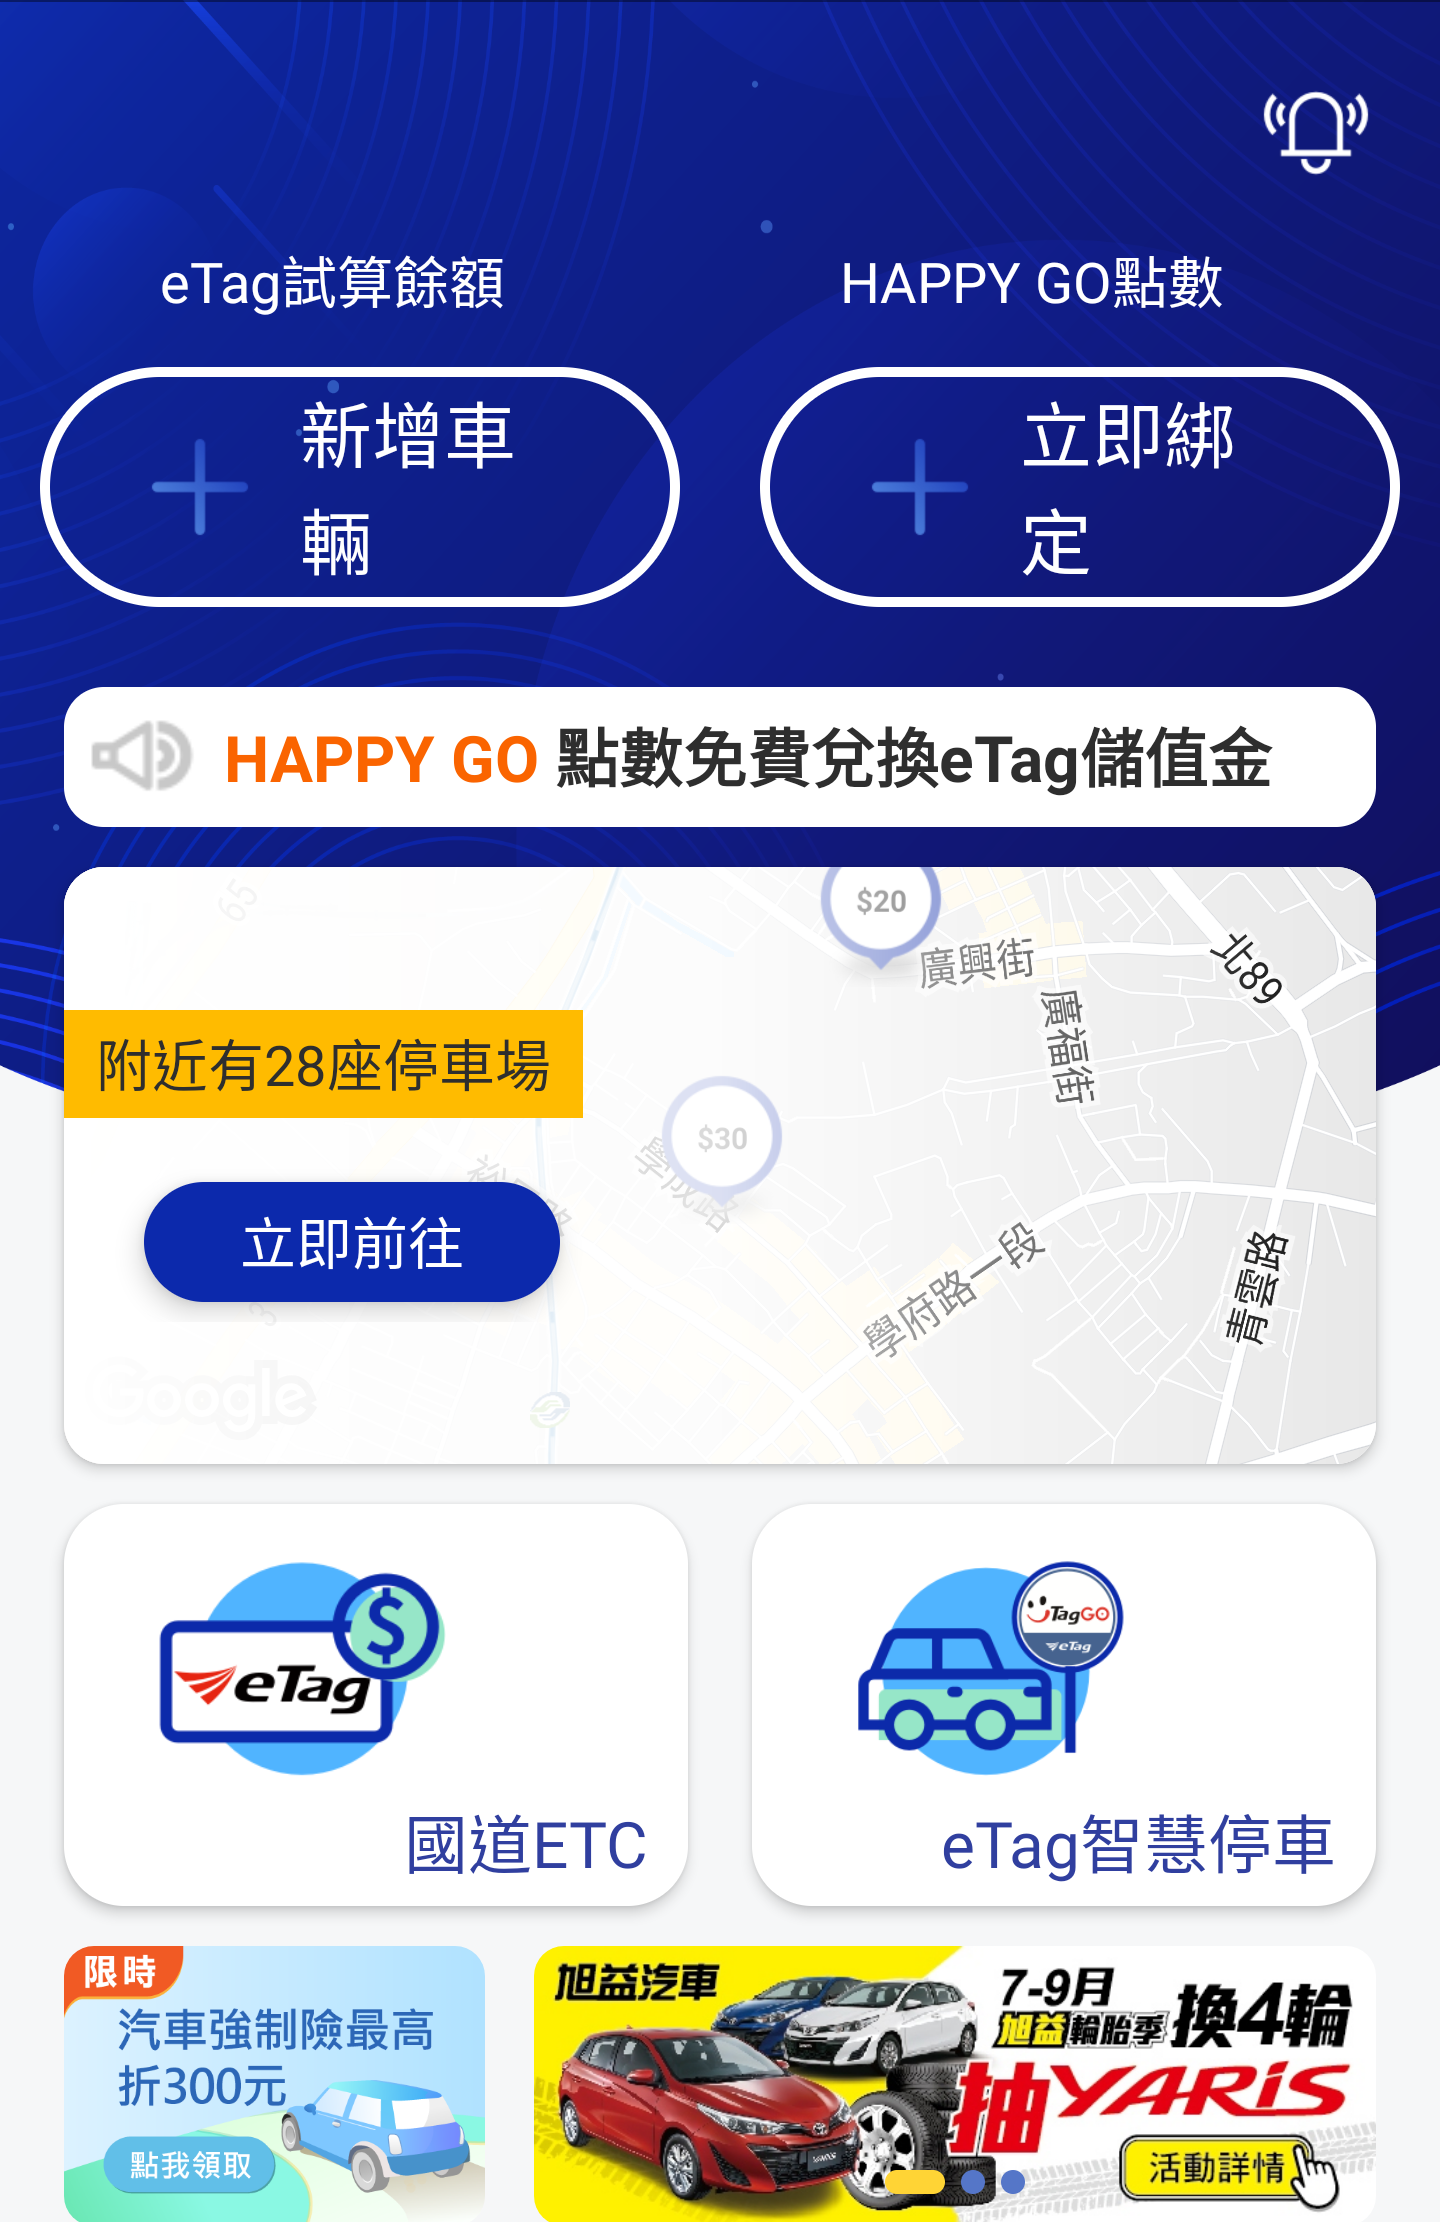 eTag試算餘額
HAPPY GO點數
新增車
輛
立即綁
定
HAPPY GO 點數免費兌換eTag儲值金
65
$20
廣興街
北89
廣福街
附近有28座停車場
$30
學成路
立即前往
學府路一段
青雲路
3
Google
$
eTag
TagGO
eTag
國道ETC
eTag智慧停車
限時
汽車強制險最高
折300元
點我領取
旭益汽車
7-9月
旭益輪胎季 換4輪
抽YARiS
YARIS
活動詳情